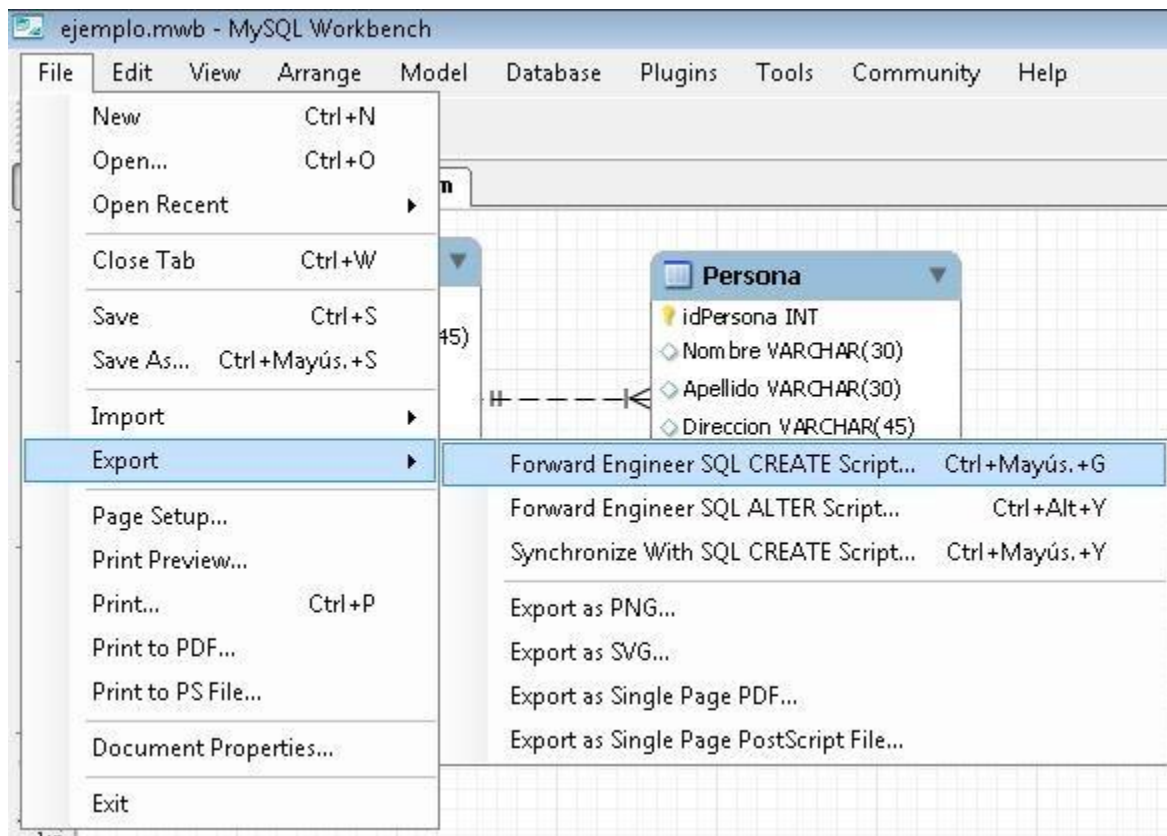 ejemplo.mwb - MySQL Workbench
File Edit View Arrange Model Database Plugins Tools Community Help
New Ctrl+N
Open... Ctrl+O
Open Recent
Close Tab Ctrl+W
Save Ctrl+S
Save As... Ctrl+Mayús.+S
Import
Export
Page Setup...
Print Preview...
Print... Ctrl+P
Print to PDF...
Print to PS File...
Document Properties...
Exit
m
45)
Persona
idPersona INT
Nombre VARCHAR(30)
Apellido VARCHAR(30)
Direccion VARCHAR(45)
Forward Engineer SQL CREATE Script... Ctrl+Mayús.+G
Forward Engineer SQL ALTER Script... Ctrl+Alt+Y
Synchronize With SQL CREATE Script... Ctrl+Mayús.+Y
Export as PNG...
Export as SVG...
Export as Single Page PDF...
Export as Single Page PostScript File...